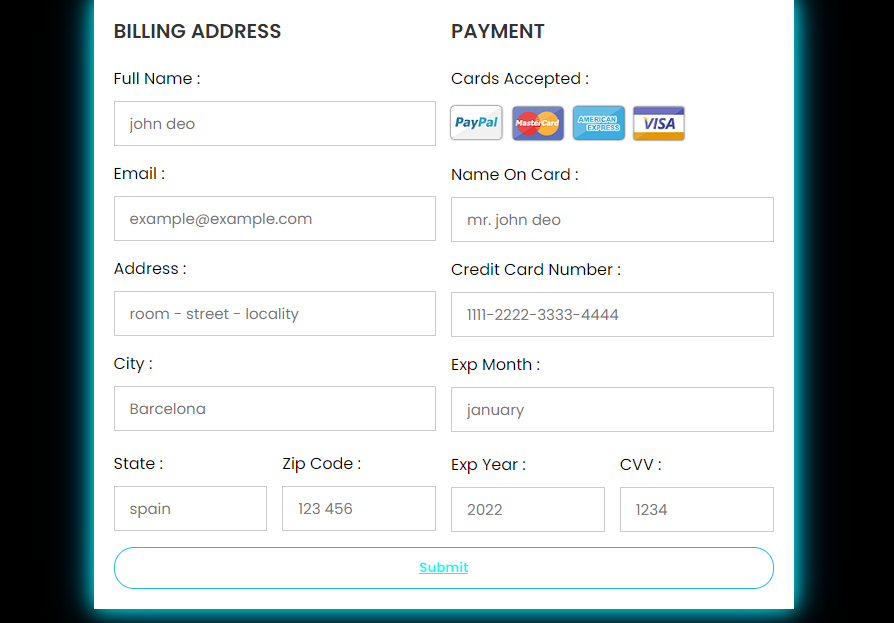 BILLING ADDRESS
Full Name :
john deo
Email :
example@example.com
Address :
room - street - locality
City :
Barcelona
State :
spain
Zip Code :
123 456
PAYMENT
Cards Accepted :
PayPal MasterCard AMERICAN EXPRESS VISA
Name On Card :
mr. john deo
Credit Card Number :
1111-2222-3333-4444
Exp Month :
january
Exp Year :
2022
CVV :
1234
Submit